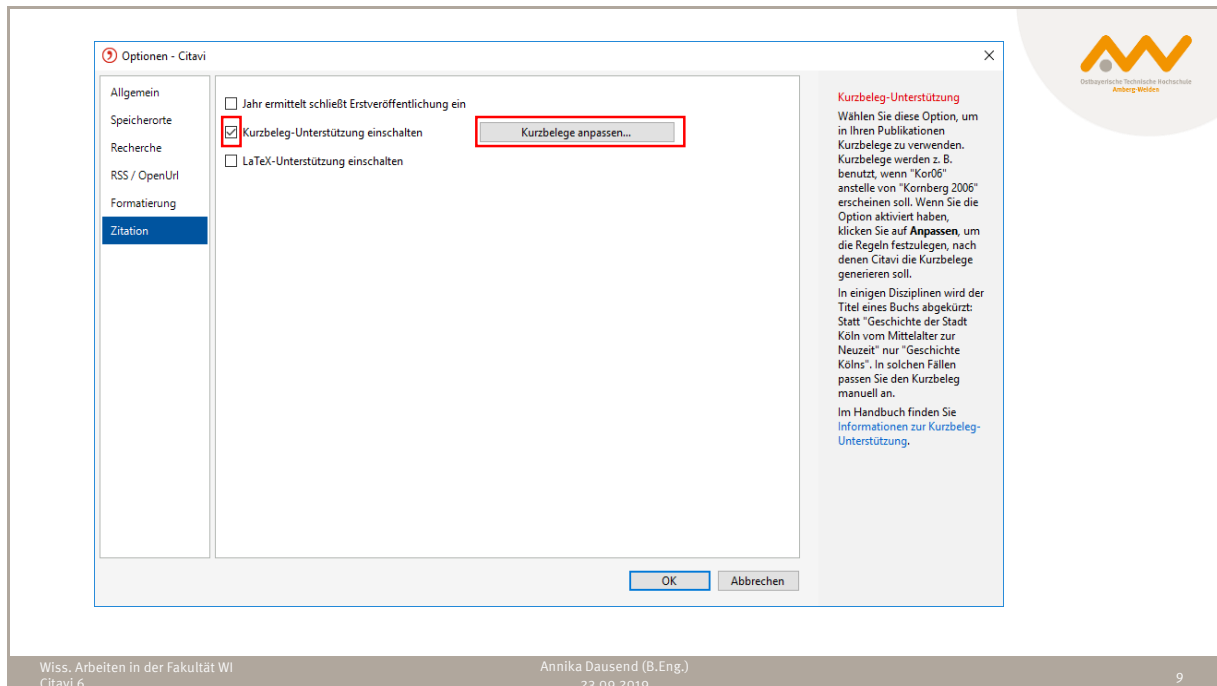 Optionen - Citavi
Allgemein
Speicherorte
Recherche
RSS / OpenUrl
Formatierung
Zitation
Jahr ermittelt schließt Erstveröffentlichung ein
Kurzbeleg-Unterstützung einschalten
Kurzbelege anpassen...
LaTeX-Unterstützung einschalten
Kurzbeleg-Unterstützung
Wählen Sie diese Option, um
in Ihren Publikationen
Kurzbelege zu verwenden.
Kurzbelege werden z. B.
benutzt, wenn "Kor06"
anstelle von "Kornberg 2006"
erscheinen soll. Wenn Sie die
Option aktiviert haben,
klicken Sie auf Anpassen, um
die Regeln festzulegen, nach
denen Citavi die Kurzbelege
generieren soll.
In einigen Disziplinen wird der
Titel eines Buchs abgekürzt:
Statt "Geschichte der Stadt
Köln vom Mittelalter zur
Neuzeit" nur "Geschichte
Kölns". In solchen Fällen
passen Sie den Kurzbeleg
manuell an.
Im Handbuch finden Sie
Informationen zur Kurzbeleg-
Unterstützung.
OK
Abbrechen
Ostbayerische Technische Hochschule
Amberg-Weiden
Wiss. Arbeiten in der Fakultät WI
Citavi 6
Annika Dausend (B.Eng.)
23.09.2019
9